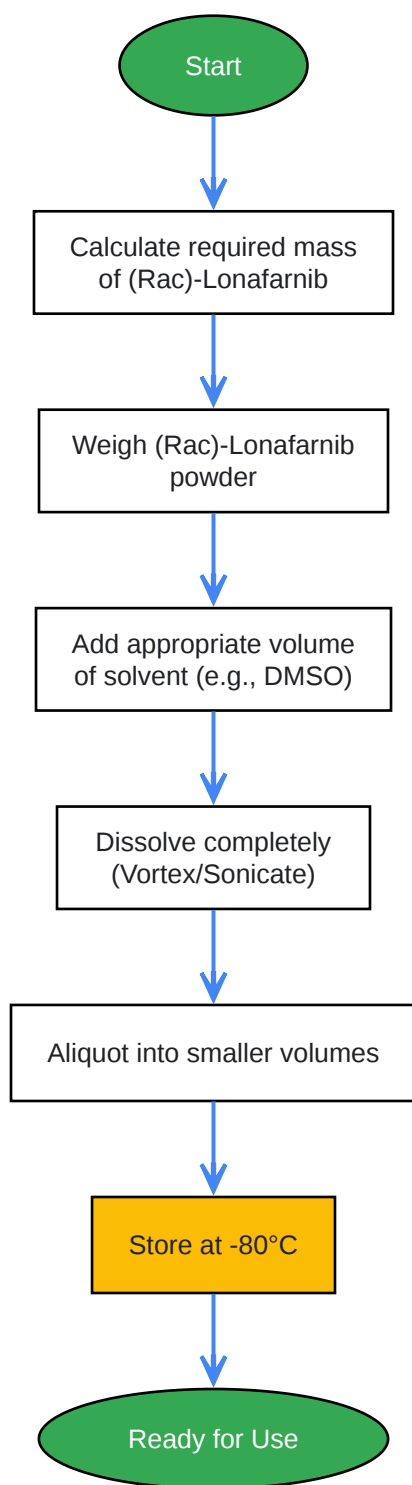 Start
Calculate required mass
of (Rac)-Lonafarnib
Weigh (Rac)-Lonafarnib
powder
Add appropriate volume
of solvent (e.g., DMSO)
Dissolve completely
(Vortex/Sonicate)
Aliquot into smaller volumes
Store at -80°C
Ready for Use